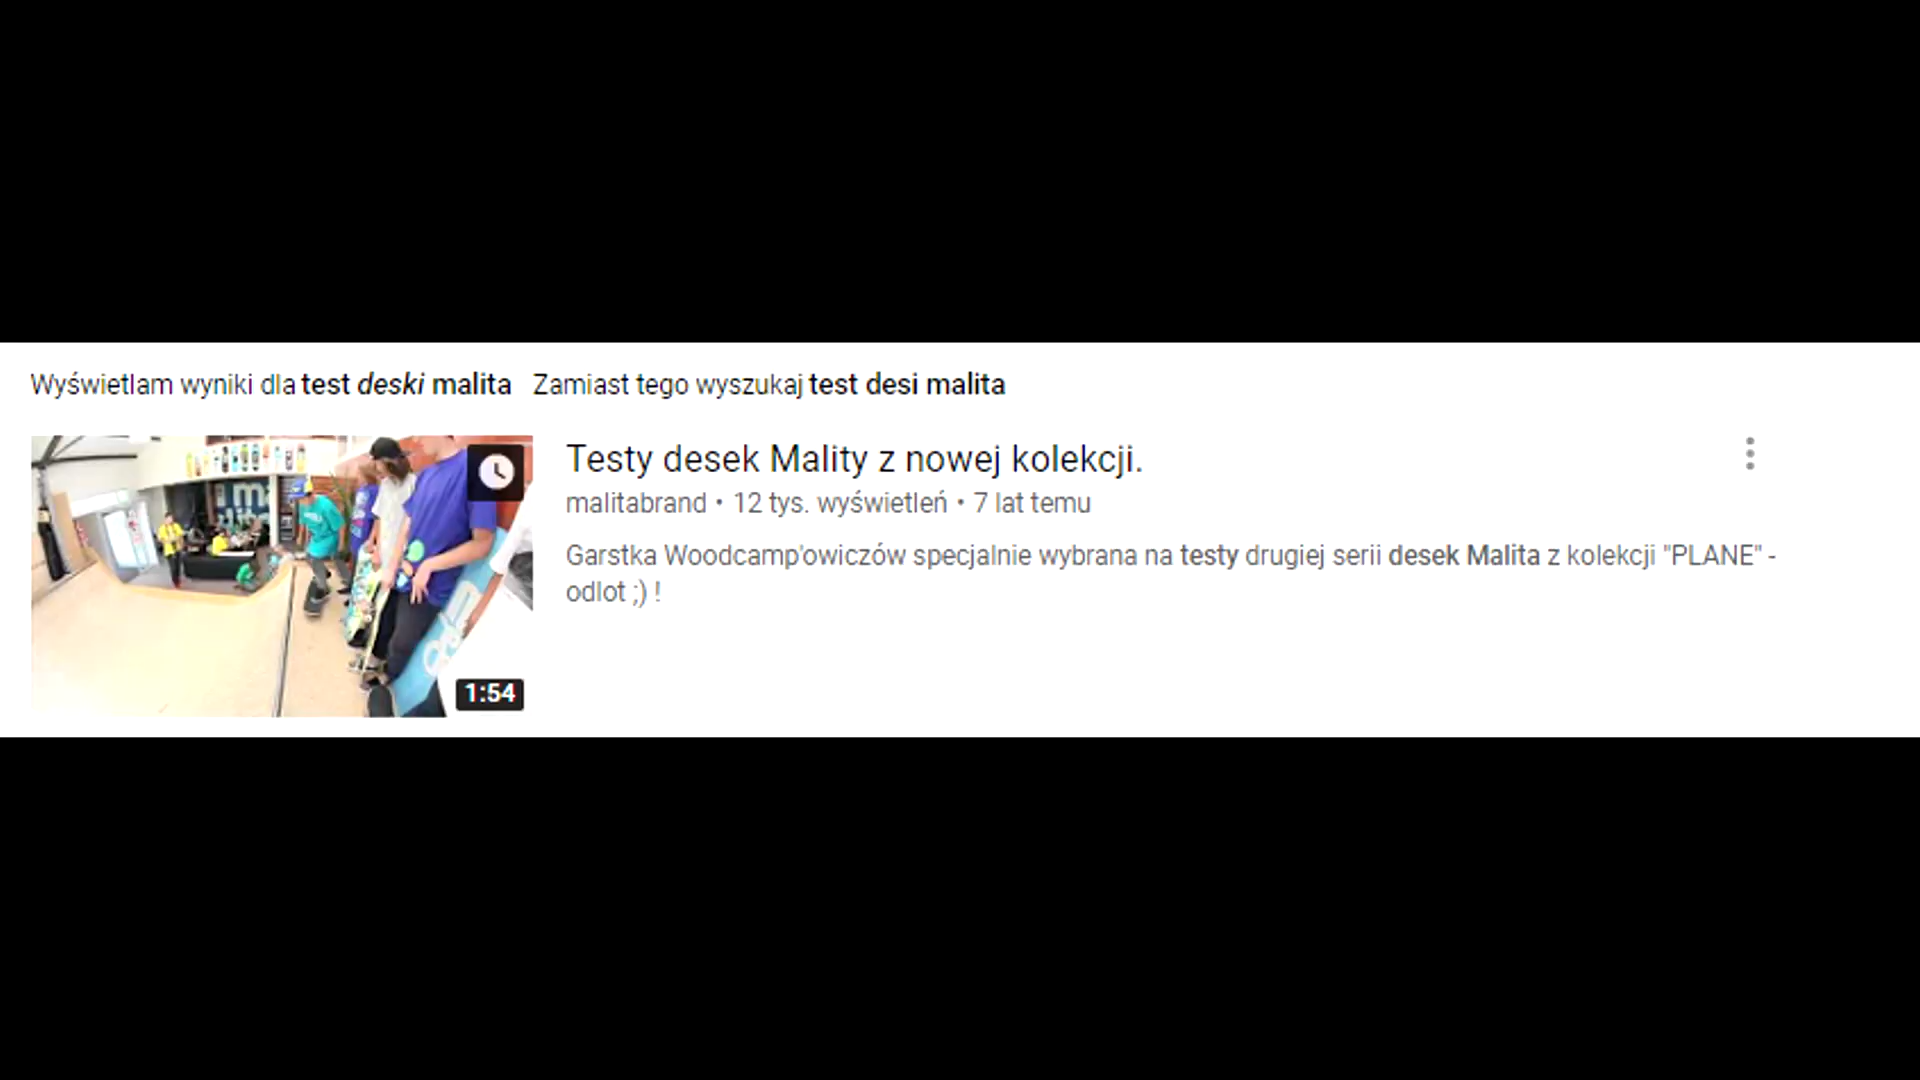 Wyświetlam wyniki dla test deski malita Zamiast tego wyszukaj test desi malita
Testy desek Mality z nowej kolekcji.
malitabrand • 12 tys. wyświetleń • 7 lat temu
Garstka Woodcamp'owiczów specjalnie wybrana na testy drugiej serii desek Malita z kolekcji "PLANE" -
odlot ;) !
1:54